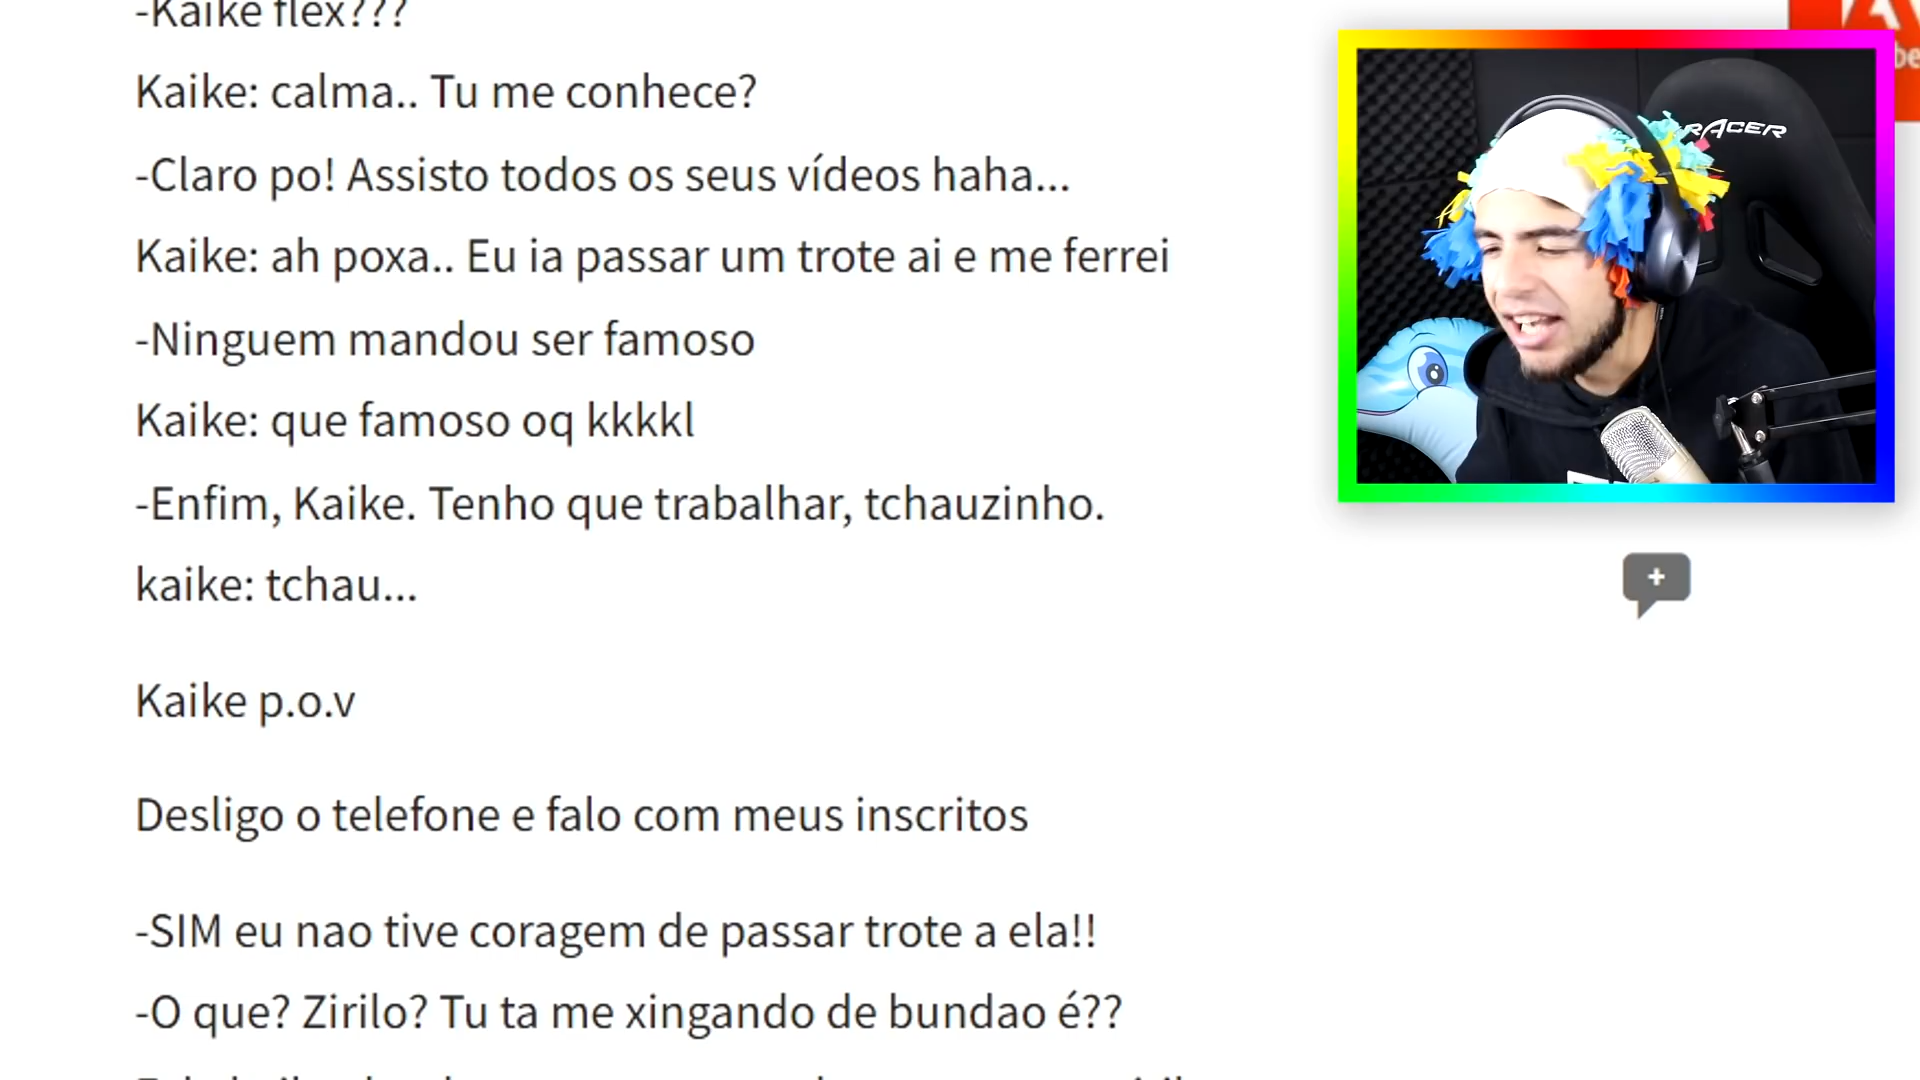 -Kaike flex???
Kaike: calma.. Tu me conhece?
-Claro po! Assisto todos os seus vídeos haha...
Kaike: ah poxa.. Eu ia passar um trote ai e me ferrei
-Ninguem mandou ser famoso
Kaike: que famoso oq kkkkl
-Enfim, Kaike. Tenho que trabalhar, tchauzinho.
kaike: tchau...
Kaike p.o.v
Desligo o telefone e falo com meus inscritos
-SIM eu nao tive coragem de passar trote a ela!!
-O que? Zirilo? Tu ta me xingando de bundao é??
RACER
+